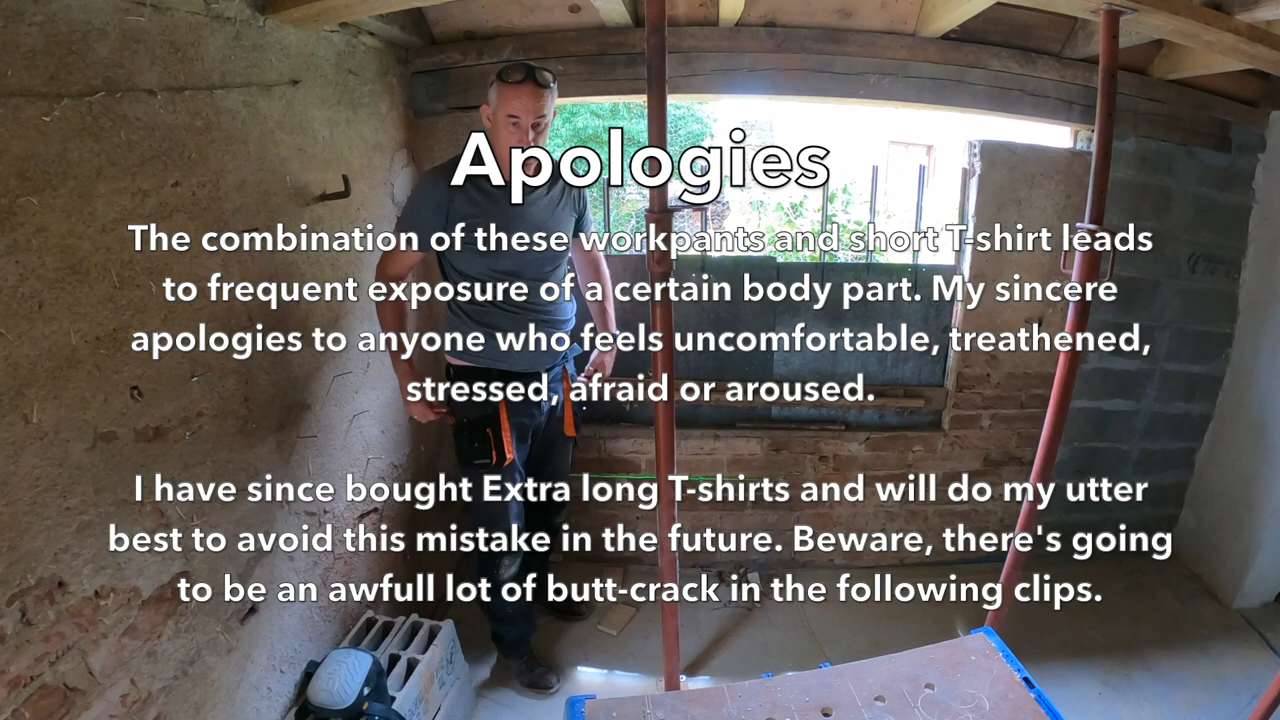 Apologies
The combination of these workpants and short T-shirt leads
to frequent exposure of a certain body part. My sincere
apologies to anyone who feels uncomfortable, treathened,
stressed, afraid or aroused.
I have since bought Extra long T-shirts and will do my utter
best to avoid this mistake in the future. Beware, there's going
to be an awfull lot of butt-crack in the following clips.